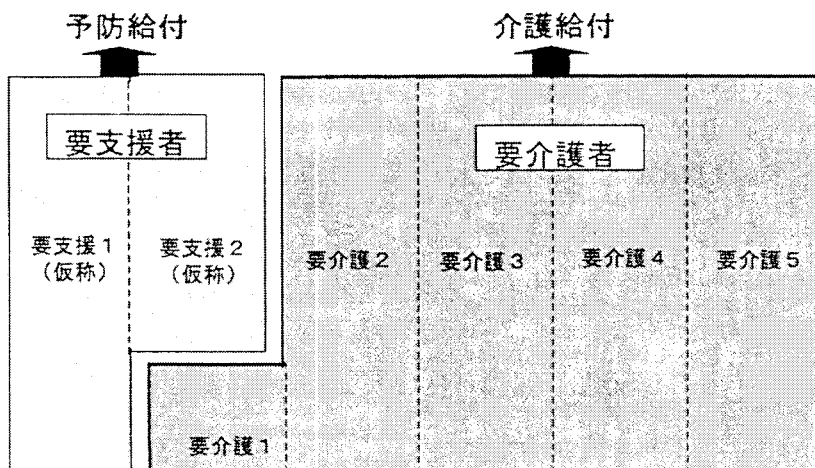 予防給付
介護給付
要支援者
要介護者
要支援1
(仮称)
要支援2
(仮称)
要介護2
要介護3
要介護4
要介護5
要介護1